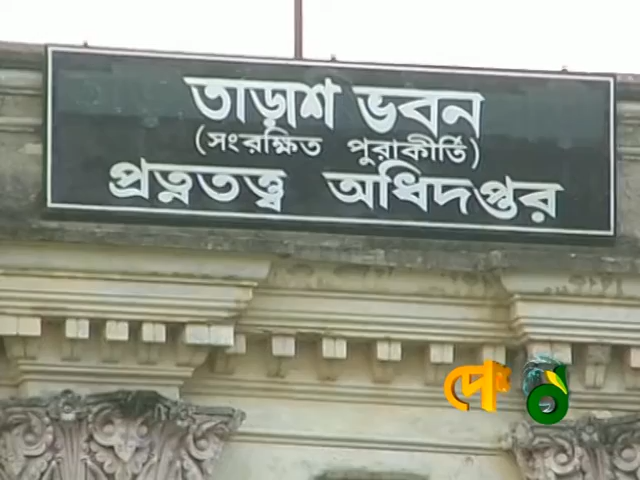 তাড়াশ ভবন
(সংরক্ষিত পুরাকীর্তি)
প্রত্নতত্ত্ব অধিদপ্তর